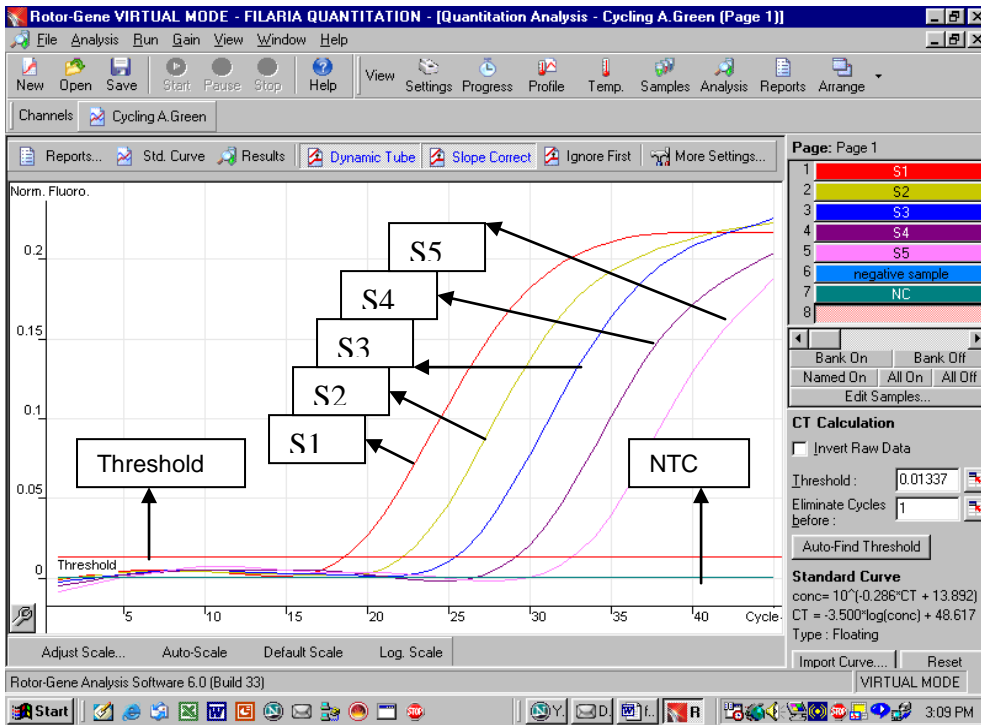 Rotor-Gene VIRTUAL MODE - FILARIA QUANTITATION - [Quantitation Analysis - Cycling A.Green (Page 1)]
File Analysis Run Gain View Window Help
New Open Save Start Pause Stop Help View Settings Progress Profile Temp. Samples Analysis Reports Arrange
Channels Cycling A.Green
Reports... Std. Curve Results Dynamic Tube Slope Correct Ignore First More Settings...
Norm. Fluoro.
0.2
0.15
0.1
0.05
0
S5
S4
S3
S2
S1
Threshold
NTC
Threshold
5 10 15 20 25 30 35 40 Cycle
Adjust Scale... Auto-Scale Default Scale Log. Scale
Page: Page 1
1 S1
2 S2
3 S3
4 S4
5 S5
6 negative sample
7 NC
8
Bank On Bank Off
Named On All On All Off
Edit Samples...
CT Calculation
Invert Raw Data
Threshold : 0.01337
Eliminate Cycles before : 1
Auto-Find Threshold
Standard Curve
conc= 10^(-0.286*CT + 13.892)
CT = -3.500*log(conc) + 48.617
Type : Floating
Import Curve.... Reset
Rotor-Gene Analysis Software 6.0 (Build 33) VIRTUAL MODE
Start Y. D. f.. R 3:09 PM